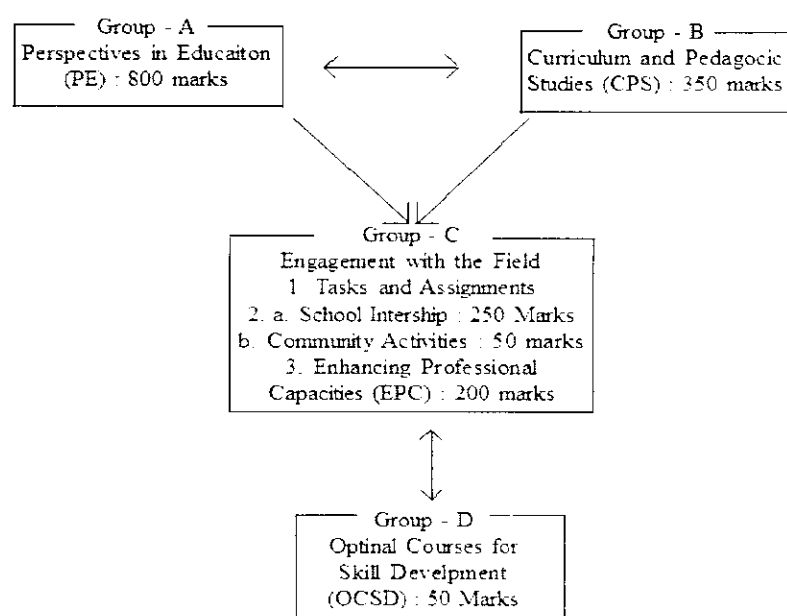 Group - A
Perspectives in Educaiton
(PE) : 800 marks
Group - B
Curriculum and Pedagocic
Studies (CPS) : 350 marks
Group - C
Engagement with the Field
1 Tasks and Assignments
2. a. School Intership : 250 Marks
b. Community Activities : 50 marks
3. Enhancing Professional
Capacities (EPC) : 200 marks
Group - D
Optinal Courses for
Skill Develpment
(OCSD) : 50 Marks